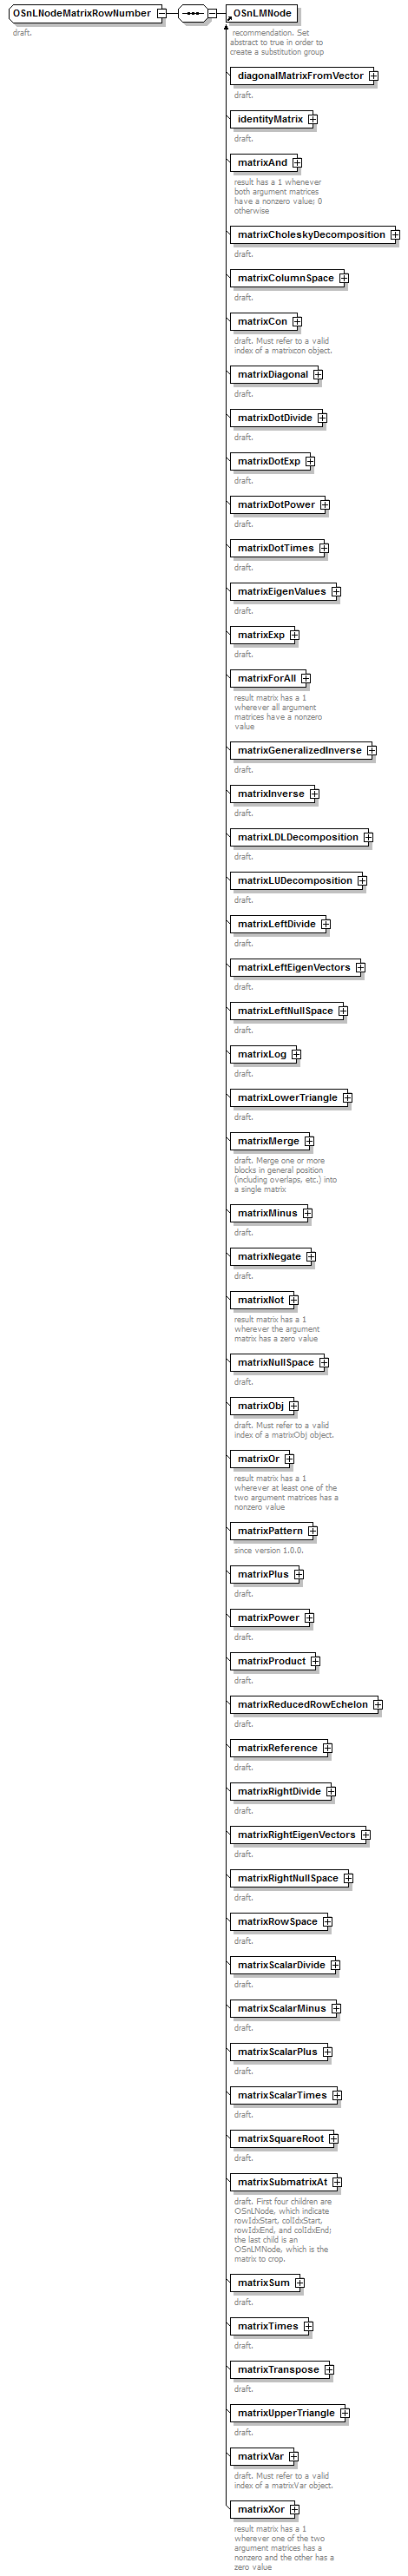 OSnLNodeMatrixRowNumber
draft.
OSnLMNode
recommendation. Set
abstract to true in order to
create a substitution group
diagonalMatrixFromVector
draft.
identityMatrix
draft.
matrixAnd
result has a 1 whenever
both argument matrices
have a nonzero value; 0
otherwise
matrixCholeskyDecomposition
draft.
matrixColumnSpace
draft.
matrixCon
draft. Must refer to a valid
index of a matrixcon object.
matrixDiagonal
draft.
matrixDotDivide
draft.
matrixDotExp
draft.
matrixDotPower
draft.
matrixDotTimes
draft.
matrixEigenValues
draft.
matrixExp
draft.
matrixForAll
result matrix has a 1
wherever all argument
matrices have a nonzero
value
matrixGeneralizedInverse
draft.
matrixInverse
draft.
matrixLDLDecomposition
draft.
matrixLUDecomposition
draft.
matrixLeftDivide
draft.
matrixLeftEigenVectors
draft.
matrixLeftNullSpace
draft.
matrixLog
draft.
matrixLowerTriangle
draft.
matrixMerge
draft. Merge one or more
blocks in general position
(including overlaps, etc.) into
a single matrix
matrixMinus
draft.
matrixNegate
draft.
matrixNot
result matrix has a 1
wherever the argument
matrix has a zero value
matrixNullSpace
draft.
matrixObj
draft. Must refer to a valid
index of a matrixObj object.
matrixOr
result matrix has a 1
wherever at least one of the
two argument matrices has a
nonzero value
matrixPattern
since version 1.0.0.
matrixPlus
draft.
matrixPower
draft.
matrixProduct
draft.
matrixReducedRowEchelon
draft.
matrixReference
draft.
matrixRightDivide
draft.
matrixRightEigenVectors
draft.
matrixRightNullSpace
draft.
matrixRowSpace
draft.
matrixScalarDivide
draft.
matrixScalarMinus
draft.
matrixScalarPlus
draft.
matrixScalarTimes
draft.
matrixSquareRoot
draft.
matrixSubmatrixAt
draft. First four children are
OSnLNode, which indicate
rowIdxStart, colIdxStart,
rowIdxEnd, and colIdxEnd;
the last child is an
OSnLMNode, which is the
matrix to crop.
matrixSum
draft.
matrixTimes
draft.
matrixTranspose
draft.
matrixUpperTriangle
draft.
matrixVar
draft. Must refer to a valid
index of a matrixVar object.
matrixXor
result matrix has a 1
wherever one of the two
argument matrices has a
nonzero and the other has a
zero value